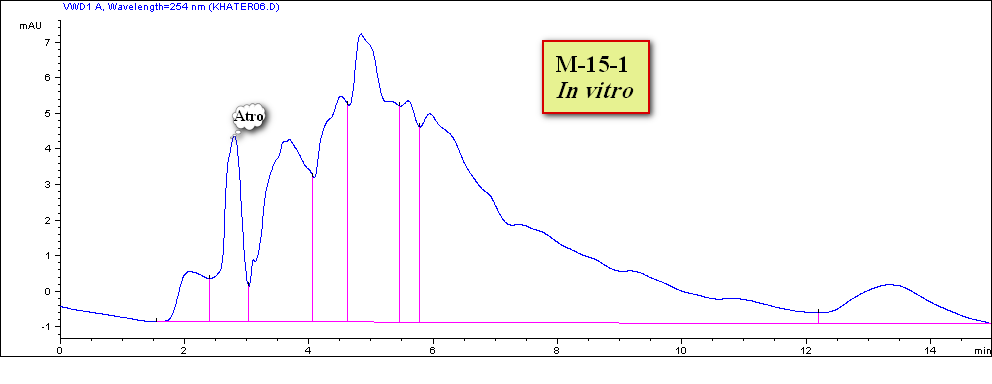 VWD1 A, Wavelength=254 nm (KHATER06.D)
mAU
7
6
5
4
3
2
1
0
-1
Atro
M-15-1
In vitro
0 2 4 6 8 10 12 14 min